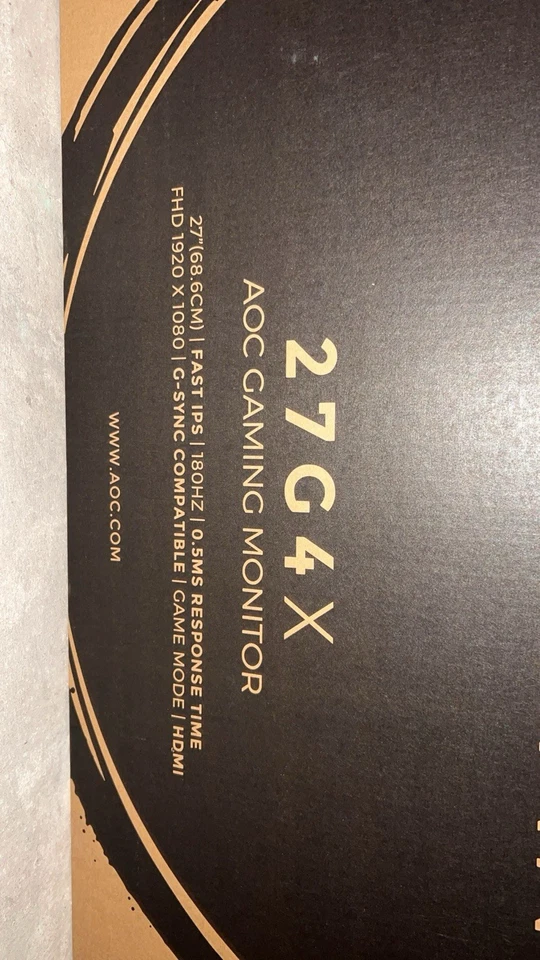 27G4X
AOC GAMING MONITOR
27"(68.6CM) | FAST IPS | 180HZ | 0.5MS RESPONSE TIME
FHD 1920 X 1080 | G-SYNC COMPATIBLE | GAME MODE | HDMI
WWW.AOC.COM